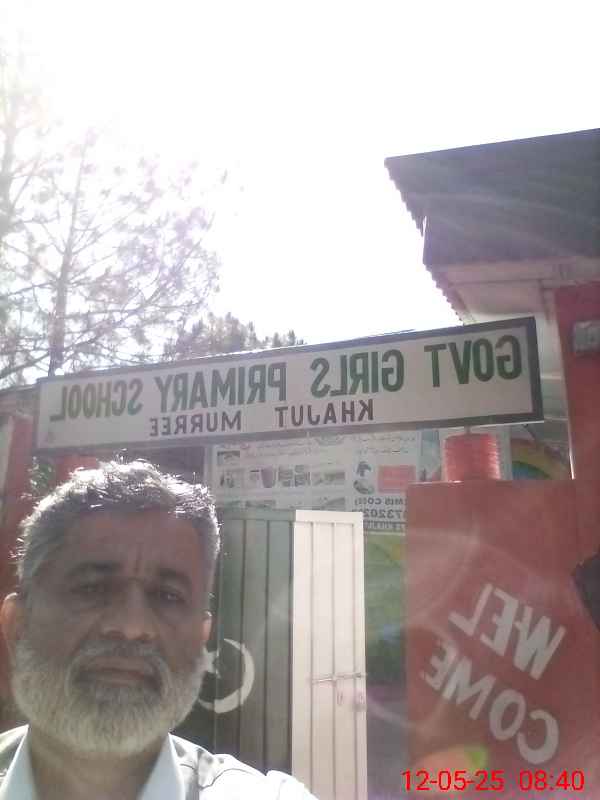 GOVT GIRLS PRIMARY SCHOOL
KHAJUT MURREE
WEL
COME
12-05-25 08:40